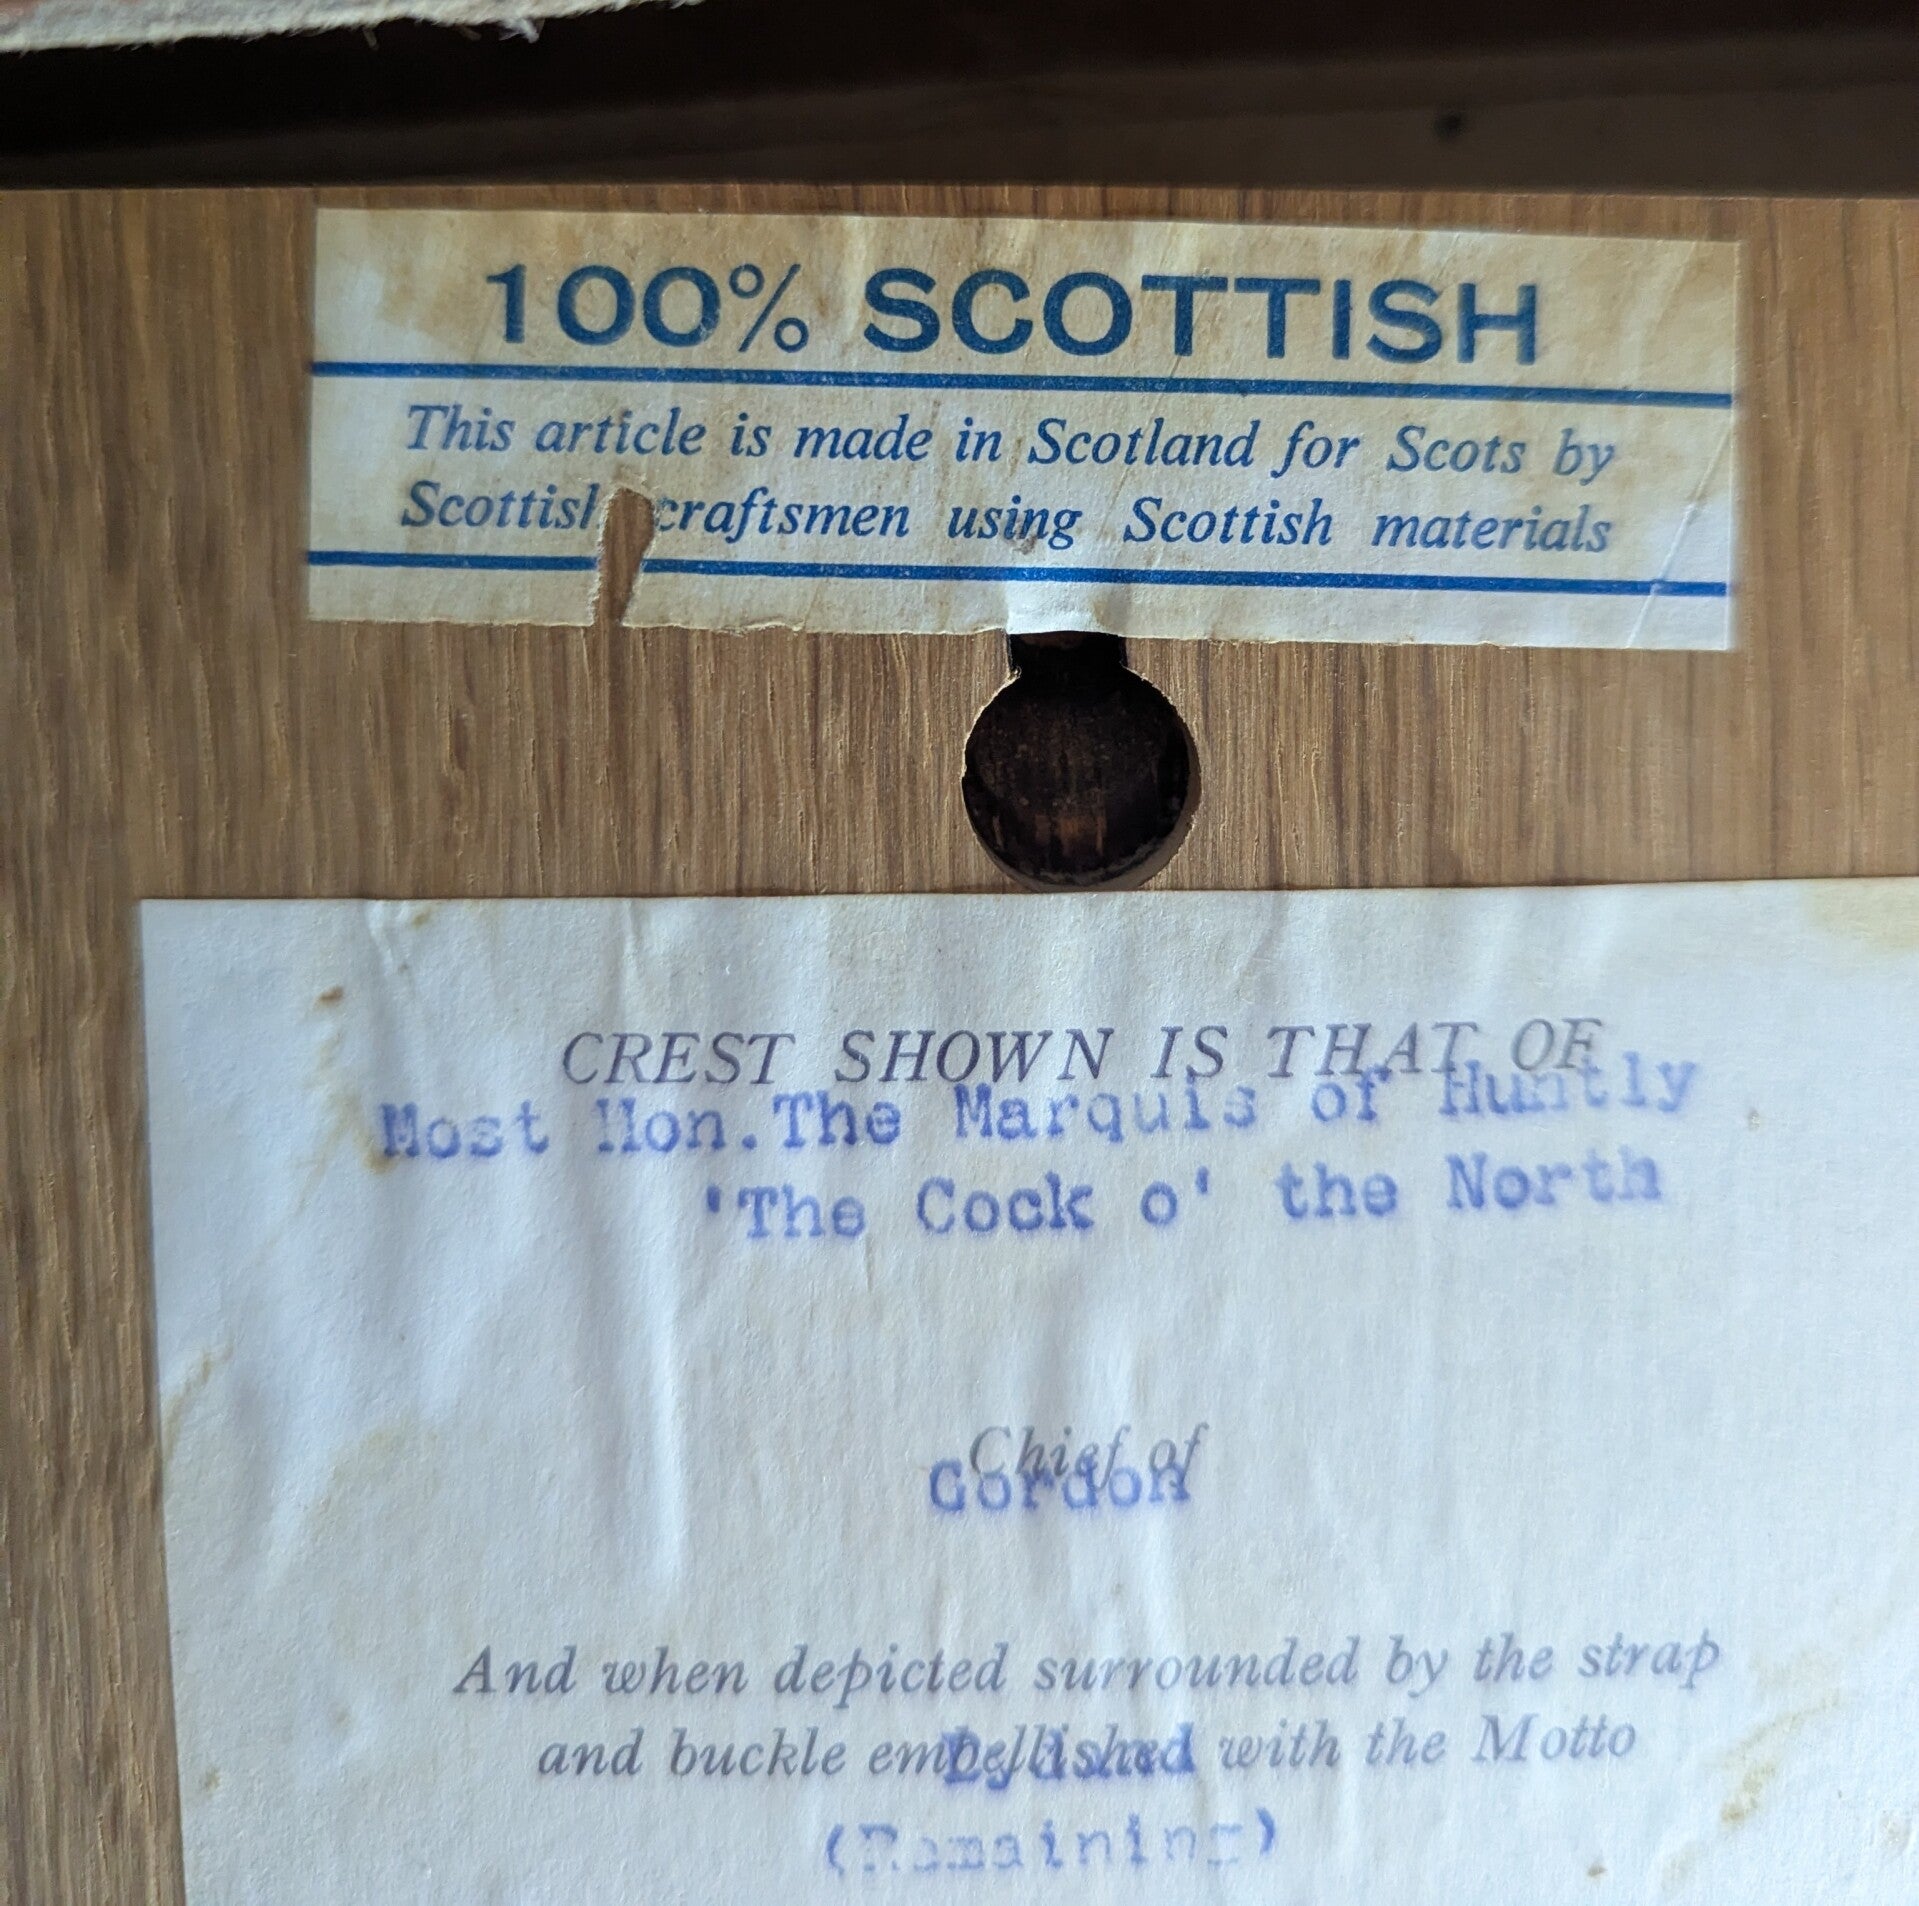 100% SCOTTISH
This article is made in Scotland for Scots by
Scottish craftsmen using Scottish materials
CREST SHOWN IS THAT OF
Most Hon. The Marquis of Huntly
'The Cock o' the North
Chief of
Gordon
And when depicted surrounded by the strap
and buckle embellished with the Motto
Bydand
(Remaining)